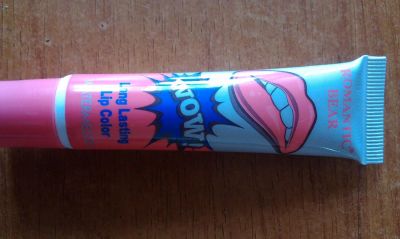 ROMANTIC
BEAR
WOW!
Long Lasting
Lip Color